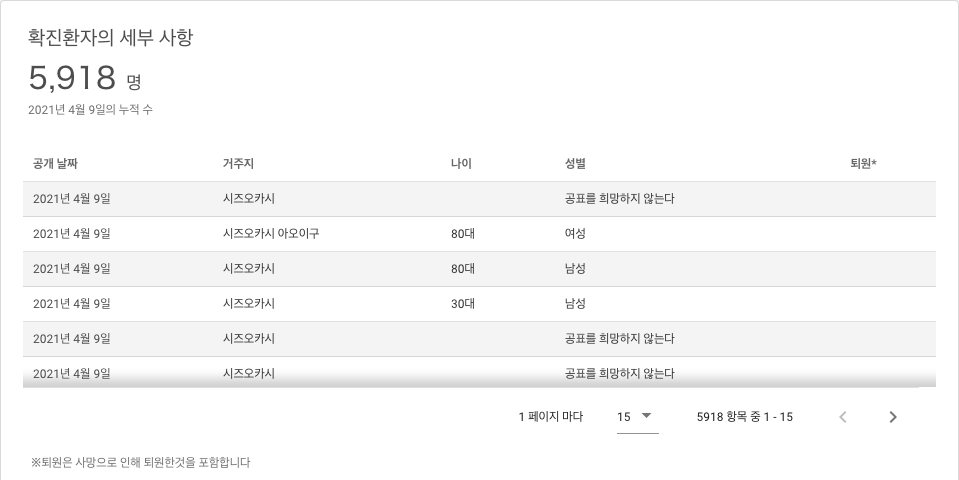 확진환자의 세부 사항
5,918 명
2021년 4월 9일의 누적 수
공개 날짜 거주지 나이 성별 퇴원*
2021년 4월 9일 시즈오카시 공표를 희망하지 않는다
2021년 4월 9일 시즈오카시 아오이구 80대 여성
2021년 4월 9일 시즈오카시 80대 남성
2021년 4월 9일 시즈오카시 30대 남성
2021년 4월 9일 시즈오카시 공표를 희망하지 않는다
2021년 4월 9일 시즈오카시 공표를 희망하지 않는다
1 페이지 마다 15 5918 항목 중 1 - 15
※퇴원은 사망으로 인해 퇴원한것을 포함합니다